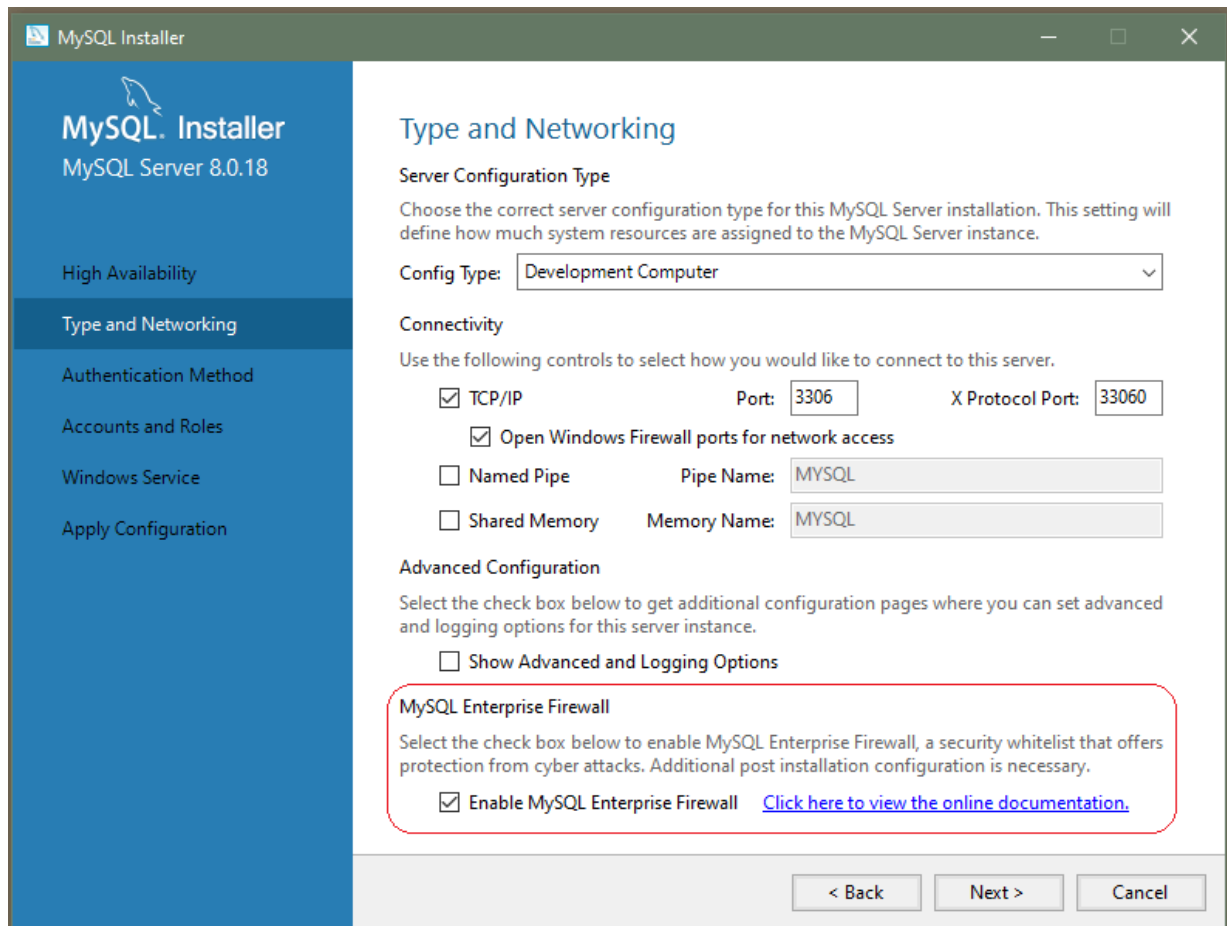 MySQL Installer
MySQL. Installer
MySQL Server 8.0.18
High Availability
Type and Networking
Authentication Method
Accounts and Roles
Windows Service
Apply Configuration
Type and Networking
Server Configuration Type
Choose the correct server configuration type for this MySQL Server installation. This setting will
define how much system resources are assigned to the MySQL Server instance.
Config Type: Development Computer
Connectivity
Use the following controls to select how you would like to connect to this server.
TCP/IP Port: 3306 X Protocol Port: 33060
Open Windows Firewall ports for network access
Named Pipe Pipe Name: MYSQL
Shared Memory Memory Name: MYSQL
Advanced Configuration
Select the check box below to get additional configuration pages where you can set advanced
and logging options for this server instance.
Show Advanced and Logging Options
MySQL Enterprise Firewall
Select the check box below to enable MySQL Enterprise Firewall, a security whitelist that offers
protection from cyber attacks. Additional post installation configuration is necessary.
Enable MySQL Enterprise Firewall Click here to view the online documentation.
< Back Next > Cancel